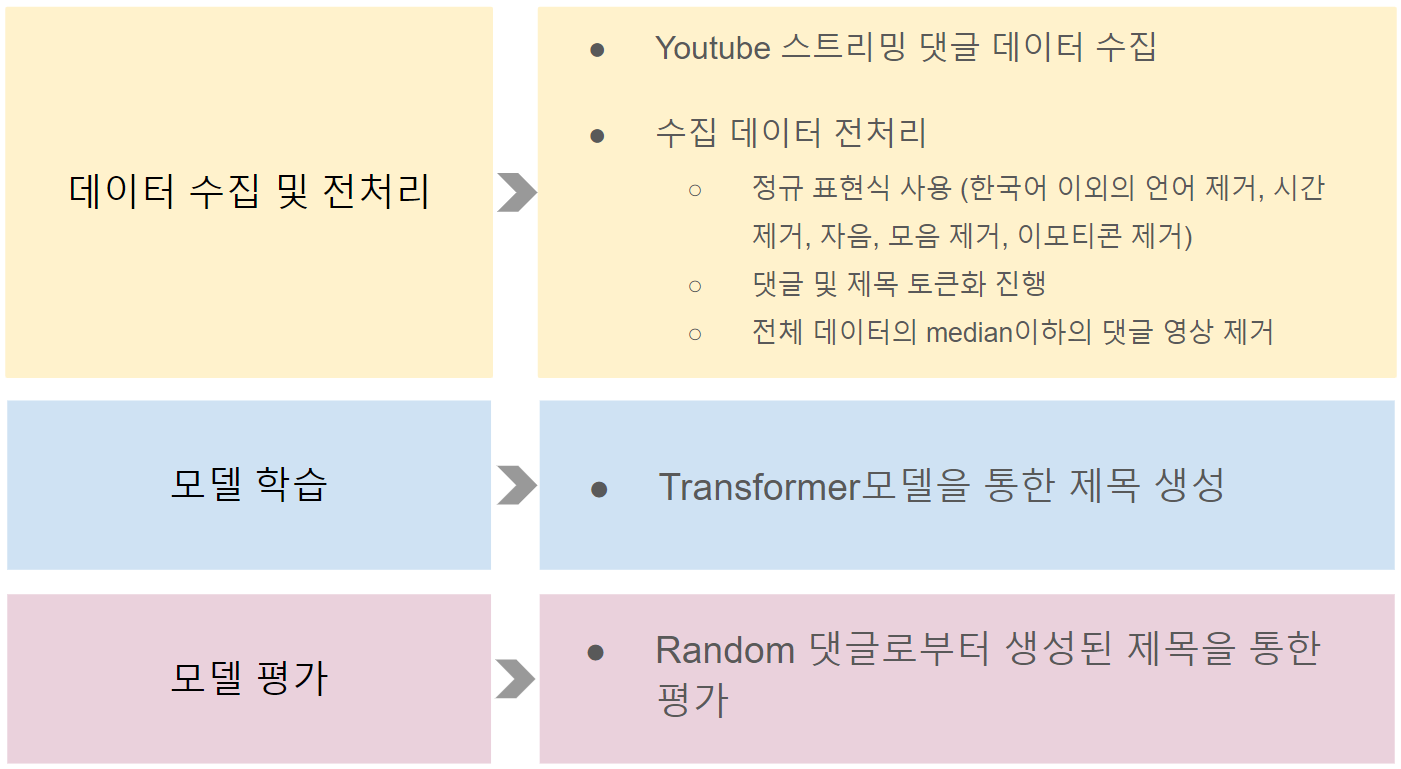 데이터 수집 및 전처리
● Youtube 스트리밍 댓글 데이터 수집
● 수집 데이터 전처리
○ 정규 표현식 사용 (한국어 이외의 언어 제거, 시간
제거, 자음, 모음 제거, 이모티콘 제거)
○ 댓글 및 제목 토큰화 진행
○ 전체 데이터의 median이하의 댓글 영상 제거
모델 학습
● Transformer모델을 통한 제목 생성
모델 평가
● Random 댓글로부터 생성된 제목을 통한
평가